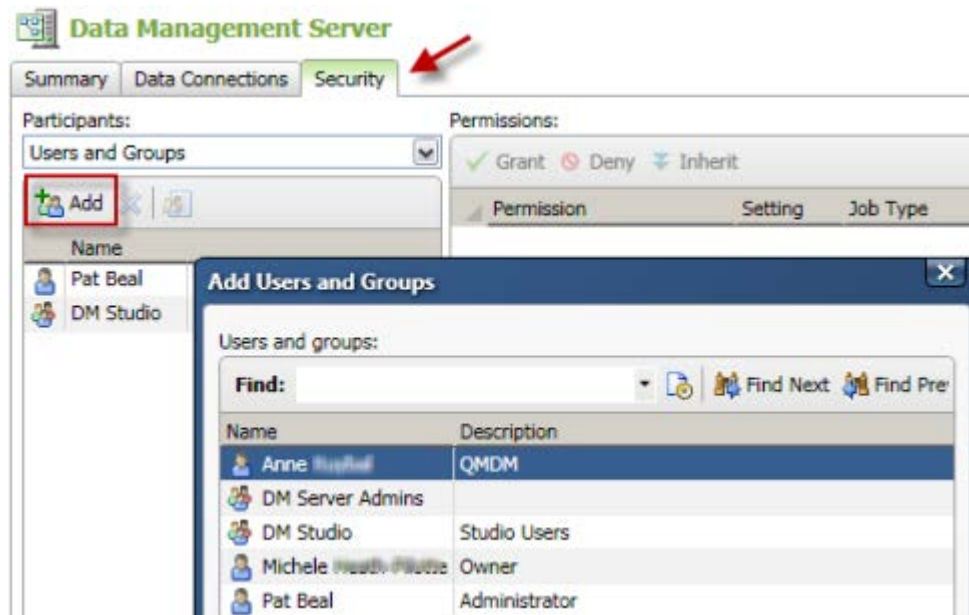 Data Management Server
Summary Data Connections Security
Participants:
Users and Groups
Add
Name
Pat Beal
DM Studio
Permissions:
Grant Deny Inherit
Permission Setting Job Type
Add Users and Groups
Users and groups:
Find: Find Next Find Pre
Name Description
Anne QMDM
DM Server Admins
DM Studio Studio Users
Michele Owner
Pat Beal Administrator